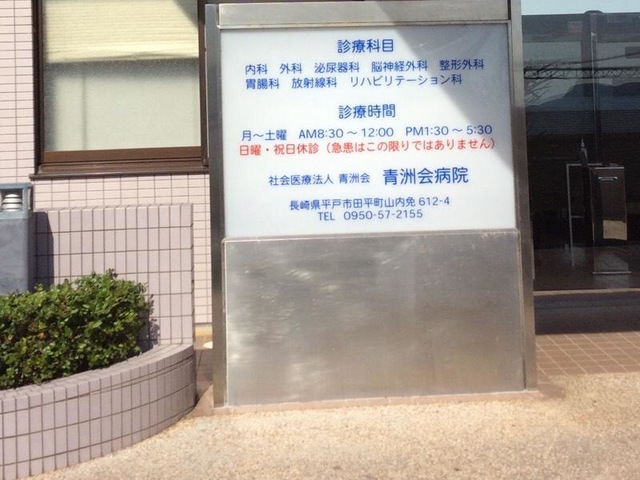 診療科目
内科 外科 泌尿器科 脳神経外科 整形外科
胃腸科 放射線科 リハビリテーション科
診療時間
月～土曜 AM8:30～12:00 PM1:30～5:30
日曜・祝日休診（急患はこの限りではありません）
社会医療法人 青洲会 青洲会病院
長崎県平戸市田平町山内免612-4
TEL 0950-57-2155